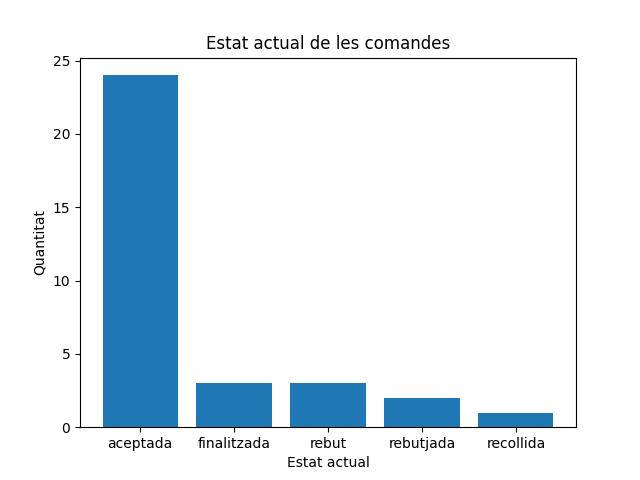 Estat actual de les comandes
25
20
15
10
5
0
Quantitat
aceptada finalitzada rebut rebutjada recollida
Estat actual